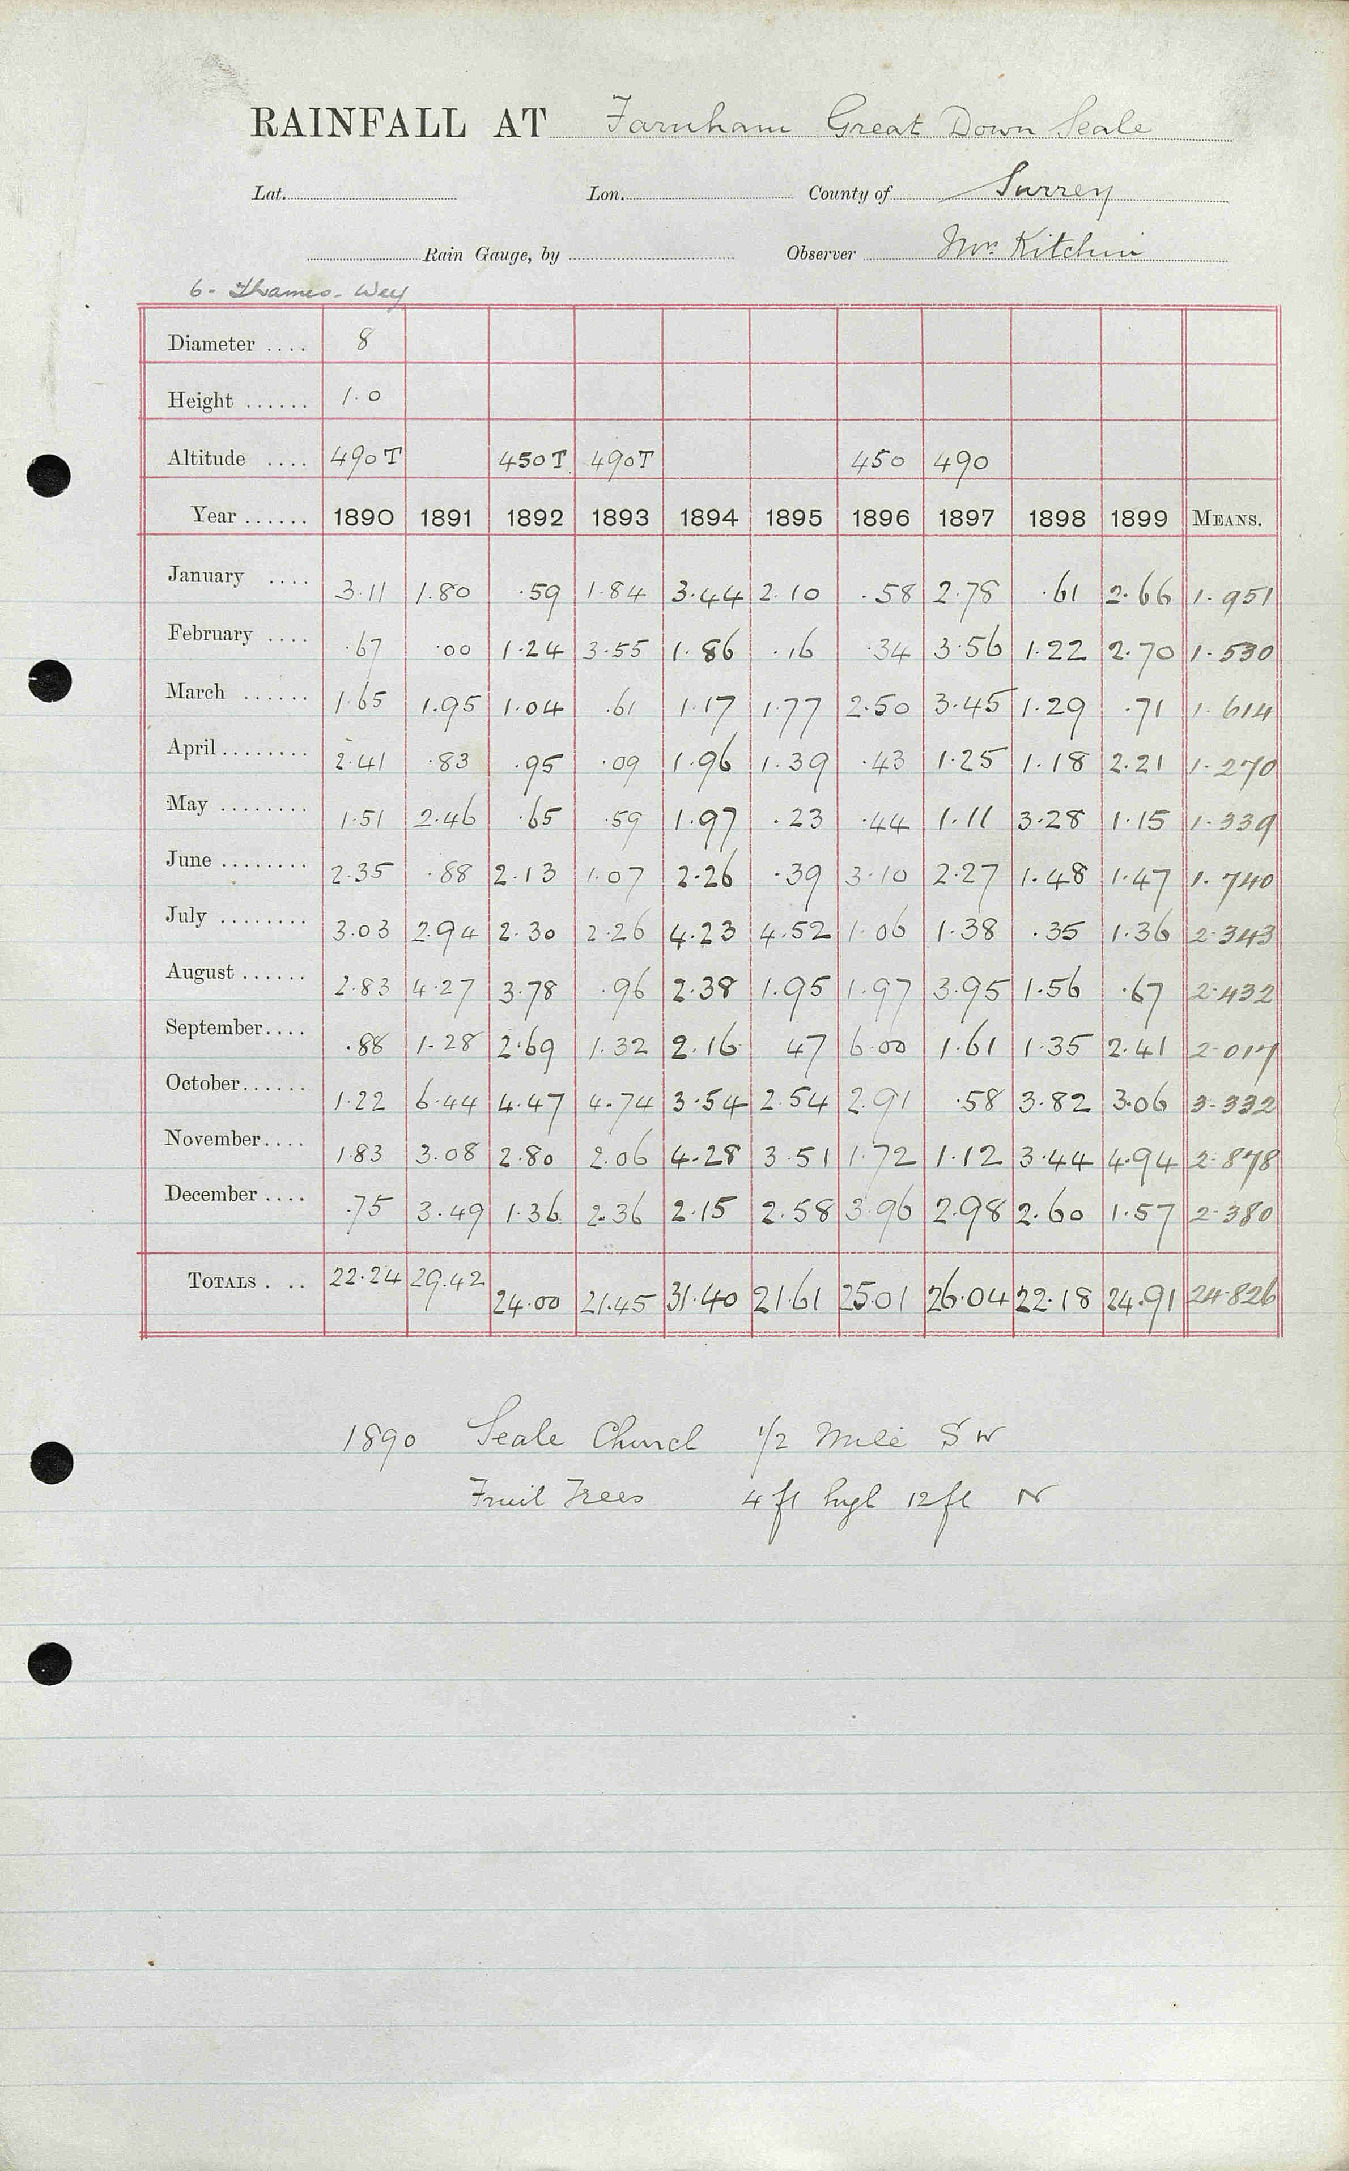 RAINFALL AT Farnham Great Down Seale
Lat. Lon. County of Surrey
Rain Gauge, by Observer Mr. Kitchin
6 - Thames - Wey
Diameter .... 8
Height ...... 1.0
Altitude .... 490T 450T 490T 450 490
Year ...... 1890 1891 1892 1893 1894 1895 1896 1897 1898 1899 MEANS.
January .... 3.11 1.80 .59 1.84 3.44 2.10 .58 2.78 .61 2.66 1.951
February .... .67 .00 1.24 3.55 1.86 .16 .34 3.56 1.22 2.70 1.530
March ...... 1.65 1.95 1.04 .61 1.17 1.77 2.50 3.45 1.29 .71 1.614
April ........ 2.41 .83 .95 .09 1.96 1.39 .43 1.25 1.18 2.21 1.270
May ........ 1.51 2.46 .65 .59 1.97 .23 .44 1.11 3.28 1.15 1.339
June ........ 2.35 .88 2.13 1.07 2.26 .39 3.10 2.27 1.48 1.47 1.740
July ........ 3.03 2.94 2.30 2.26 4.23 4.52 1.06 1.38 .35 1.36 2.343
August ...... 2.83 4.27 3.78 .96 2.38 1.95 1.97 3.95 1.56 .67 2.432
September.... .88 1.28 2.69 1.32 2.16 47 6.00 1.61 1.35 2.41 2.017
October...... 1.22 6.44 4.47 4.74 3.54 2.54 2.91 .58 3.82 3.06 3.332
November.... 1.83 3.08 2.80 2.06 4.28 3.51 1.72 1.12 3.44 4.94 2.878
December .... .75 3.49 1.36 2.36 2.15 2.58 3.96 2.98 2.60 1.57 2.380
TOTALS . .. 22.24 29.42 24.00 21.45 31.40 21.61 25.01 26.04 22.18 24.91 24.826
1890 Seale Church 1/2 Mile S W
Fruit Trees 4 ft high 12 ft N